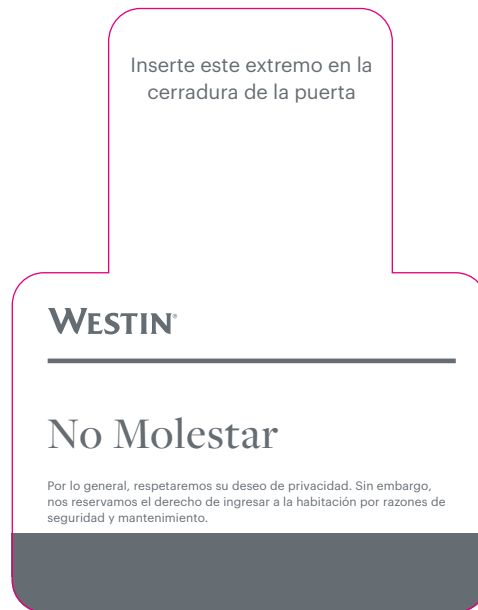 Inserte este extremo en la
cerradura de la puerta
WESTIN®
No Molestar
Por lo general, respetaremos su deseo de privacidad. Sin embargo,
nos reservamos el derecho de ingresar a la habitación por razones de
seguridad y mantenimiento.